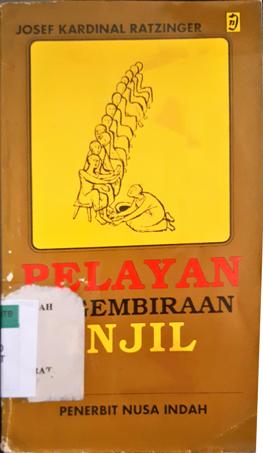 JOSEF KARDINAL RATZINGER
PELAYAN
GEMBIRAAN
NJIL
PENERBIT NUSA INDAH